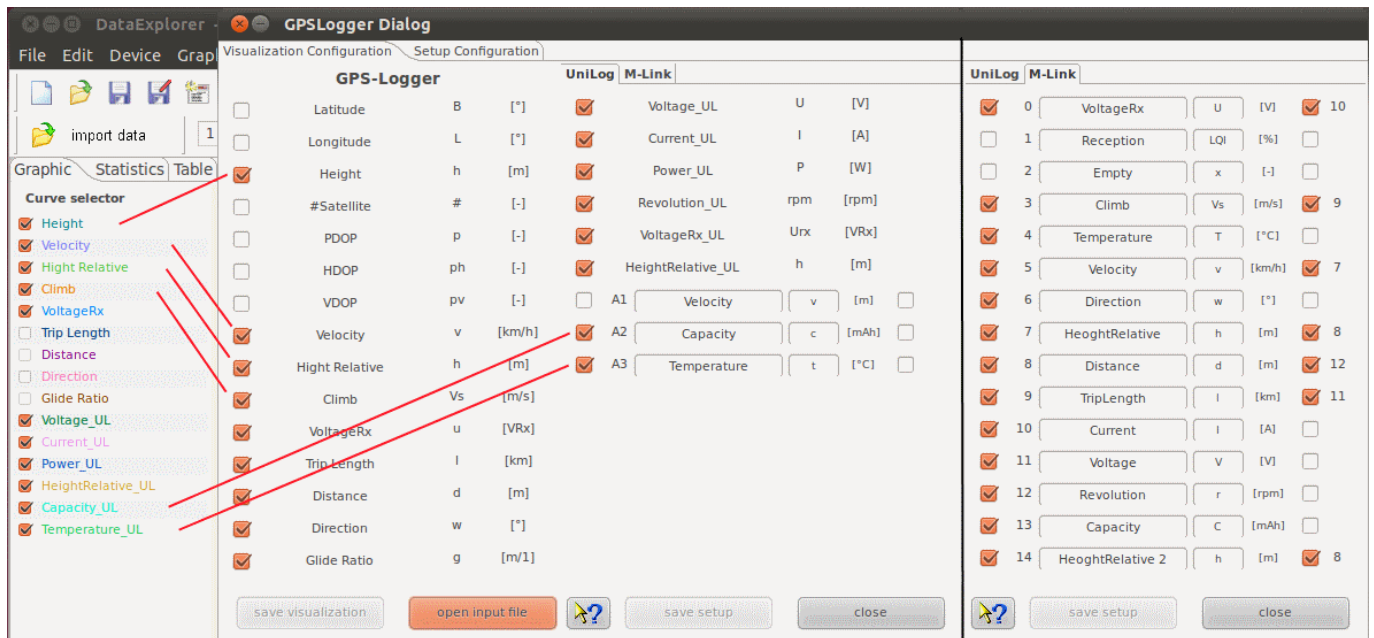 DataExplorer -
GPSLogger Dialog
File Edit Device Grap
Visualization Configuration Setup Configuration
import data 1
Graphic Statistics Table
Curve selector
Height
Velocity
Hight Relative
Climb
VoltageRx
Trip Length
Distance
Direction
Glide Ratio
Voltage_UL
Current_UL
Power_UL
HeightRelative_UL
Capacity_UL
Temperature_UL
GPS-Logger
Latitude B [°]
Longitude L [°]
Height h [m]
#Satellite # [-]
PDOP p [-]
HDOP ph [-]
VDOP pv [-]
Velocity v [km/h]
Hight Relative h [m]
Climb Vs [m/s]
VoltageRx u [VRx]
Trip Length l [km]
Distance d [m]
Direction w [°]
Glide Ratio g [m/1]
save visualization open input file
UniLog M-Link
Voltage_UL U [V]
Current_UL I [A]
Power_UL P [W]
Revolution_UL rpm [rpm]
VoltageRx_UL Urx [VRx]
HeightRelative_UL h [m]
A1 Velocity v [m]
A2 Capacity c [mAh]
A3 Temperature t [°C]
? save setup close
UniLog M-Link
0 VoltageRx U [V] 10
1 Reception LQI [%]
2 Empty x [-]
3 Climb Vs [m/s] 9
4 Temperature T [°C]
5 Velocity v [km/h] 7
6 Direction w [°]
7 HeoghtRelative h [m] 8
8 Distance d [m] 12
9 TripLength l [km] 11
10 Current I [A]
11 Voltage V [V]
12 Revolution r [rpm]
13 Capacity C [mAh]
14 HeoghtRelative 2 h [m] 8
? save setup close